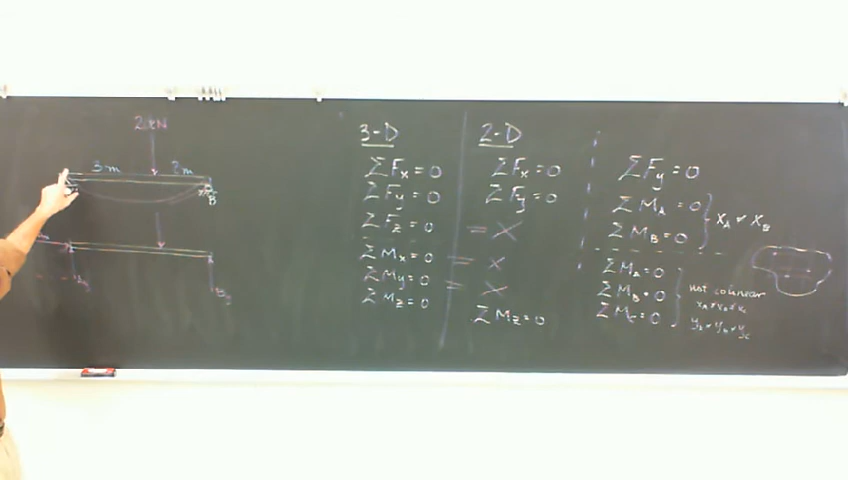 2 kN
3m 2m
B
3-D
ΣFx = 0
ΣFy = 0
ΣFz = 0
ΣMx = 0
ΣMy = 0
ΣMz = 0
2-D
ΣFx = 0
ΣFy = 0
= X
= X
= X
ΣMz = 0
ΣFy = 0
ΣMA = 0
ΣMB = 0
XA ≠ XB
ΣMA = 0
ΣMB = 0
ΣMC = 0
not colinear